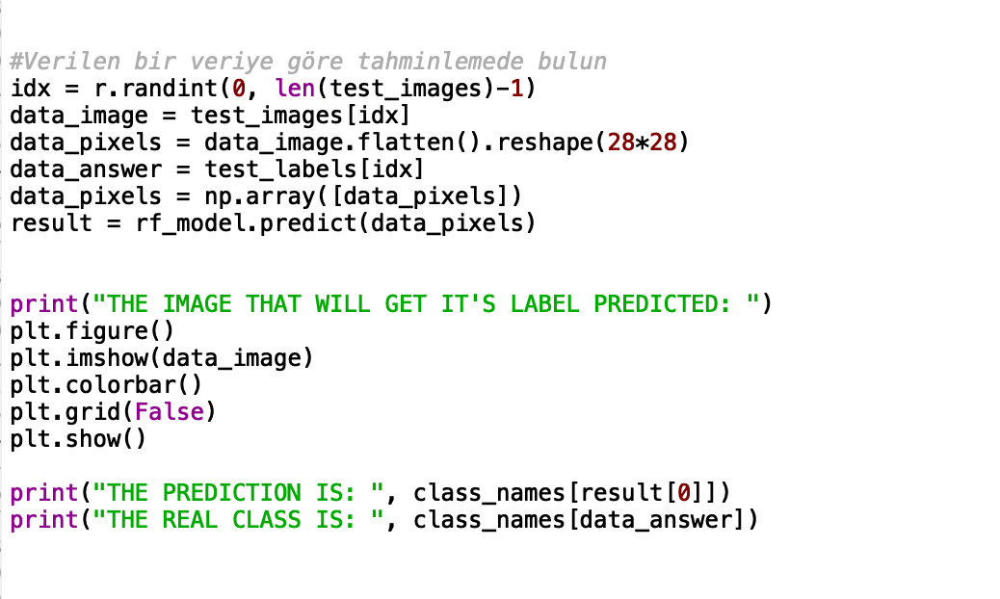 #Verilen bir veriye göre tahminlemede bulun
idx = r.randint(0, len(test_images)-1)
data_image = test_images[idx]
data_pixels = data_image.flatten().reshape(28*28)
data_answer = test_labels[idx]
data_pixels = np.array([data_pixels])
result = rf_model.predict(data_pixels)
print("THE IMAGE THAT WILL GET IT'S LABEL PREDICTED: ")
plt.figure()
plt.imshow(data_image)
plt.colorbar()
plt.grid(False)
plt.show()
print("THE PREDICTION IS: ", class_names[result[0]])
print("THE REAL CLASS IS: ", class_names[data_answer])